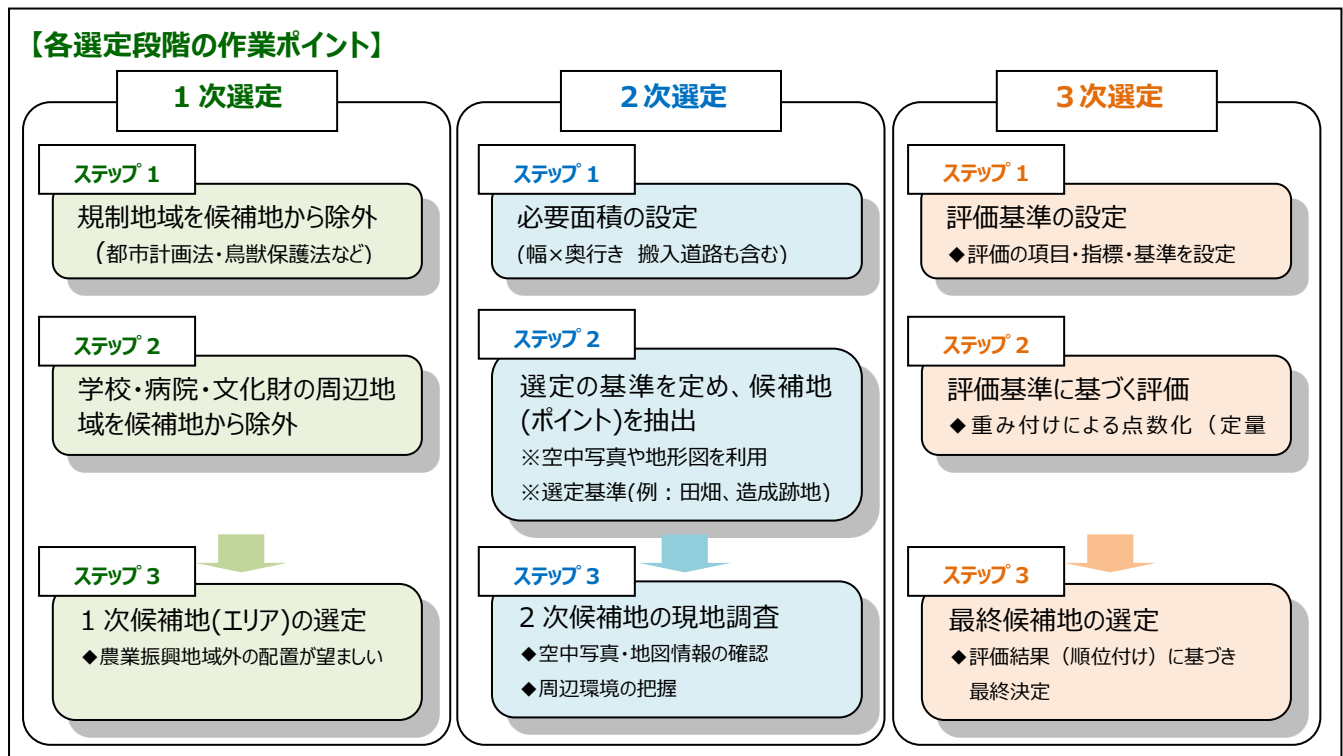 【各選定段階の作業ポイント】
1次選定
ステップ1
規制地域を候補地から除外
(都市計画法・鳥獣保護法など)
ステップ2
学校・病院・文化財の周辺地
域を候補地から除外
ステップ3
1次候補地(エリア)の選定
◆農業振興地域外の配置が望ましい
2次選定
ステップ1
必要面積の設定
(幅×奥行き 搬入道路も含む)
ステップ2
選定の基準を定め、候補地
(ポイント)を抽出
※空中写真や地形図を利用
※選定基準(例：田畑、造成跡地)
ステップ3
2次候補地の現地調査
◆空中写真・地図情報の確認
◆周辺環境の把握
3次選定
ステップ1
評価基準の設定
◆評価の項目・指標・基準を設定
ステップ2
評価基準に基づく評価
◆重み付けによる点数化（定量
ステップ3
最終候補地の選定
◆評価結果（順位付け）に基づき
最終決定